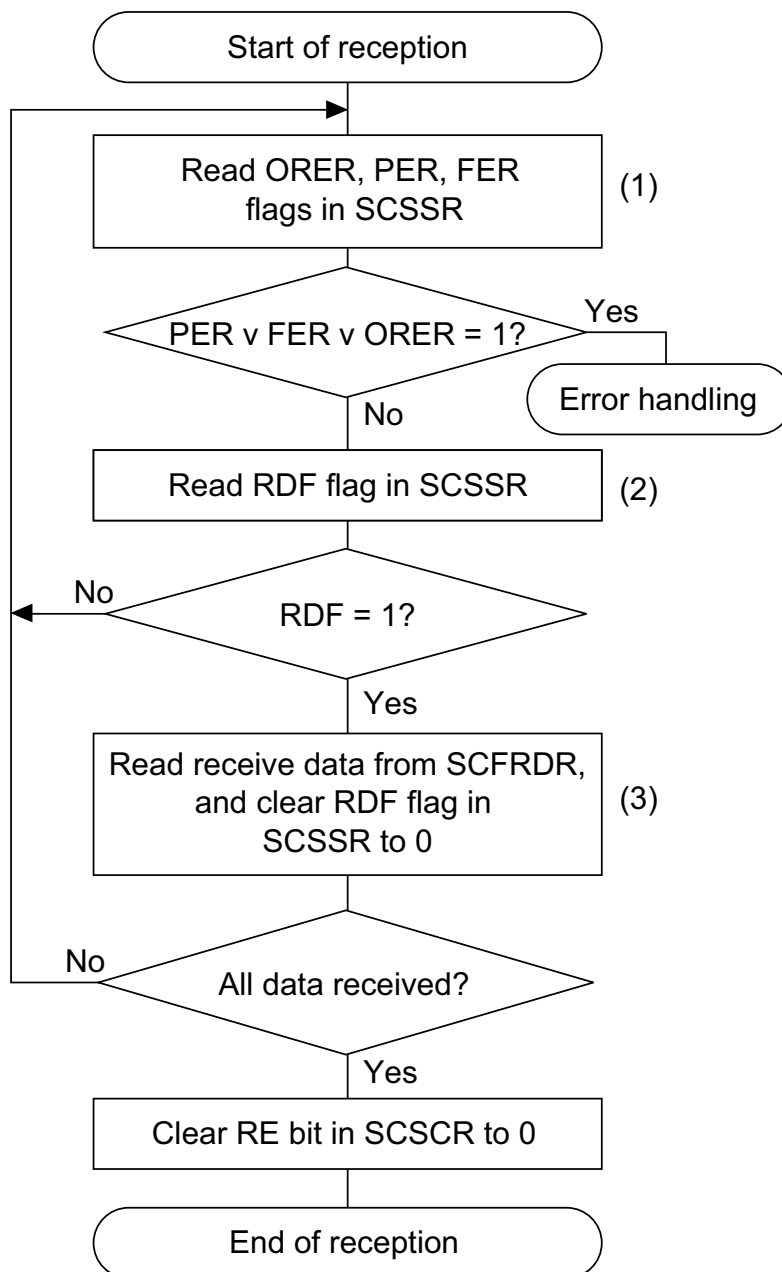 Start of reception
Read ORER, PER, FER
flags in SCSSR
(1)
PER v FER v ORER = 1?
Yes
Error handling
No
Read RDF flag in SCSSR
(2)
No
RDF = 1?
Yes
Read receive data from SCFRDR,
and clear RDF flag in
SCSSR to 0
(3)
No
All data received?
Yes
Clear RE bit in SCSCR to 0
End of reception